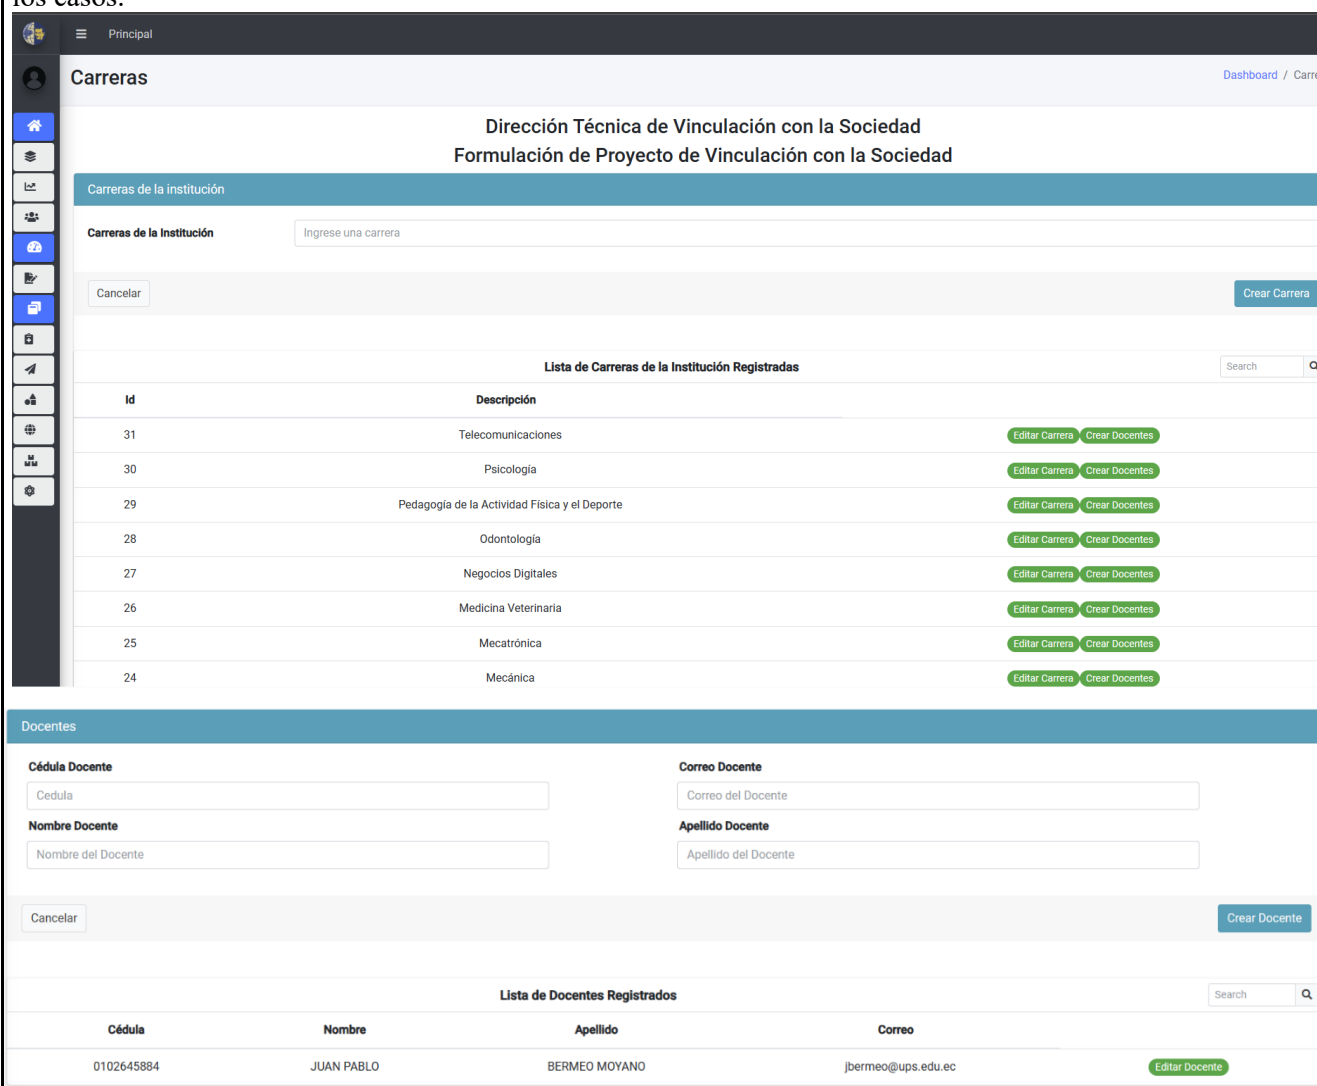 los casos.
Principal
Carreras
Dashboard / Carre
Dirección Técnica de Vinculación con la Sociedad
Formulación de Proyecto de Vinculación con la Sociedad
Carreras de la institución
Carreras de la Institución Ingrese una carrera
Cancelar Crear Carrera
Lista de Carreras de la Institución Registradas Search
Id Descripción
31 Telecomunicaciones Editar Carrera Crear Docentes
30 Psicología Editar Carrera Crear Docentes
29 Pedagogía de la Actividad Física y el Deporte Editar Carrera Crear Docentes
28 Odontología Editar Carrera Crear Docentes
27 Negocios Digitales Editar Carrera Crear Docentes
26 Medicina Veterinaria Editar Carrera Crear Docentes
25 Mecatrónica Editar Carrera Crear Docentes
24 Mecánica Editar Carrera Crear Docentes
Docentes
Cédula Docente Correo Docente
Cedula Correo del Docente
Nombre Docente Apellido Docente
Nombre del Docente Apellido del Docente
Cancelar Crear Docente
Lista de Docentes Registrados Search
Cédula Nombre Apellido Correo
0102645884 JUAN PABLO BERMEO MOYANO jbermeo@ups.edu.ec Editar Docente